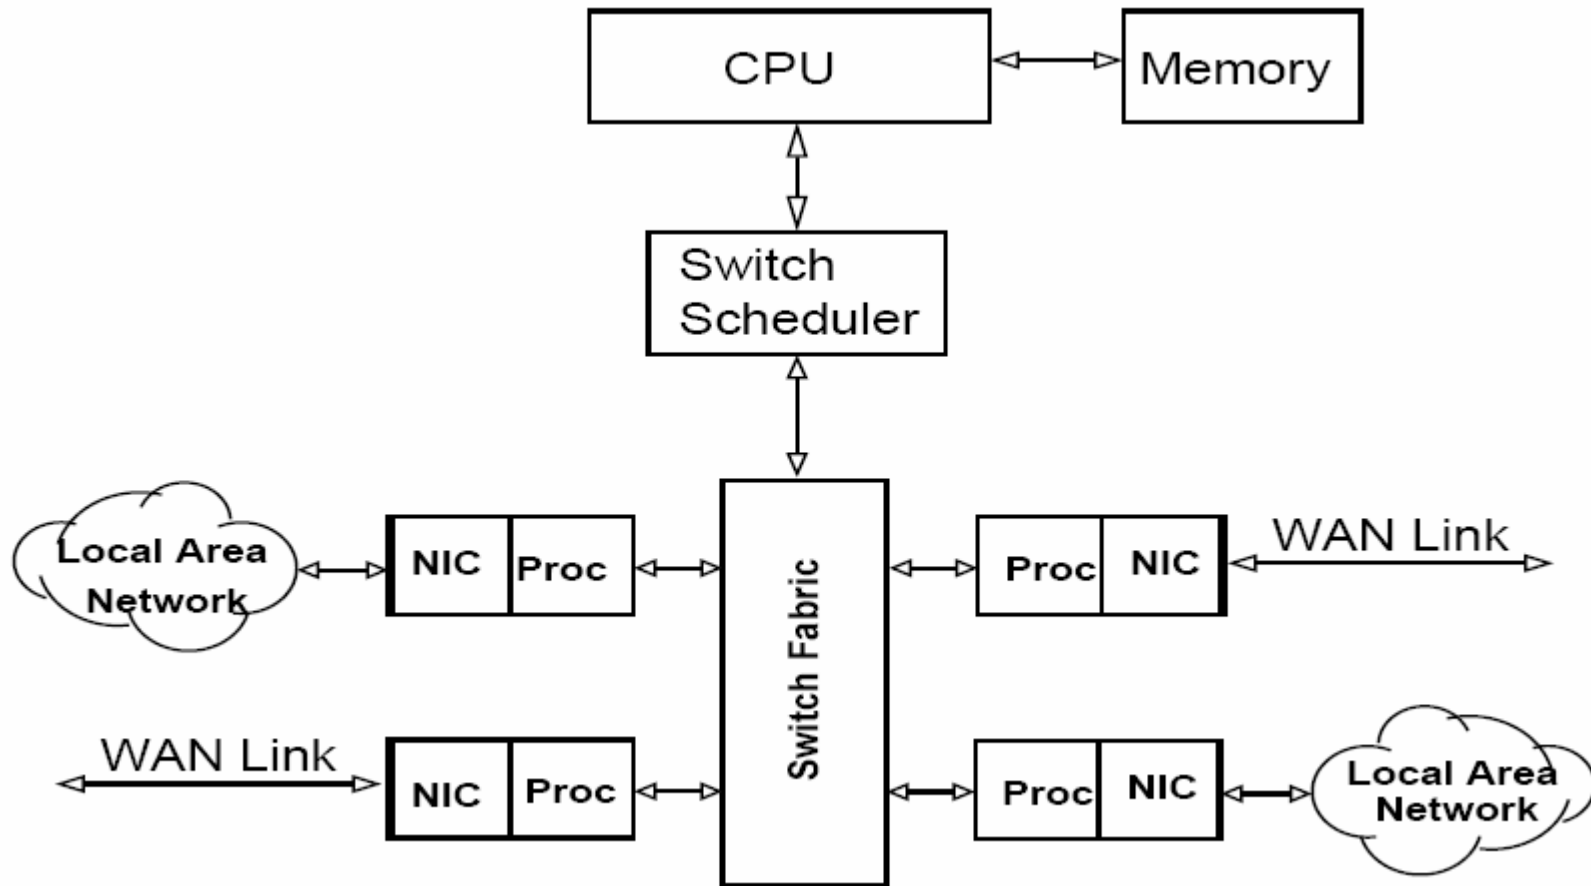 CPU
Memory
Switch
Scheduler
Local Area
Network
NIC
Proc
Switch Fabric
Proc
NIC
WAN Link
WAN Link
NIC
Proc
Proc
NIC
Local Area
Network